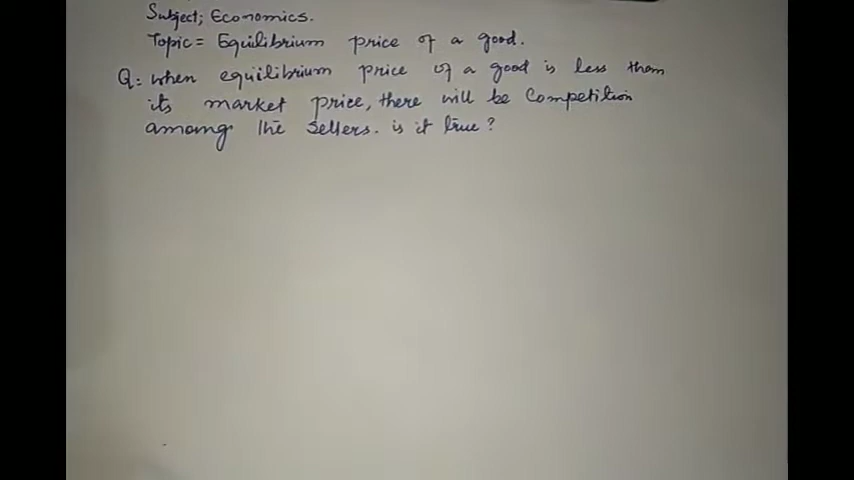 Subject; Economics.
Topic = Equilibrium price of a good.
Q: when equilibrium price of a good is less them
its market price, there will be Competition
among the sellers. is it true?